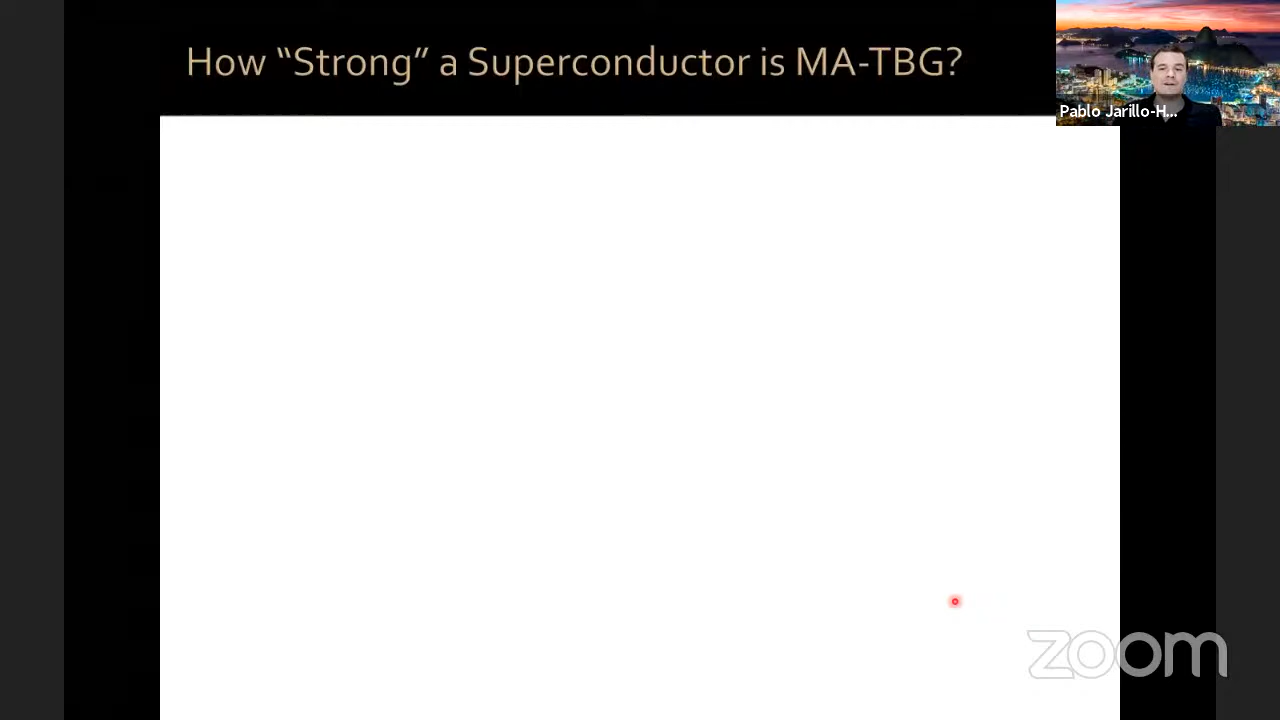 How “Strong” a Superconductor is MA-TBG?
Pablo Jarillo-H...
zoom